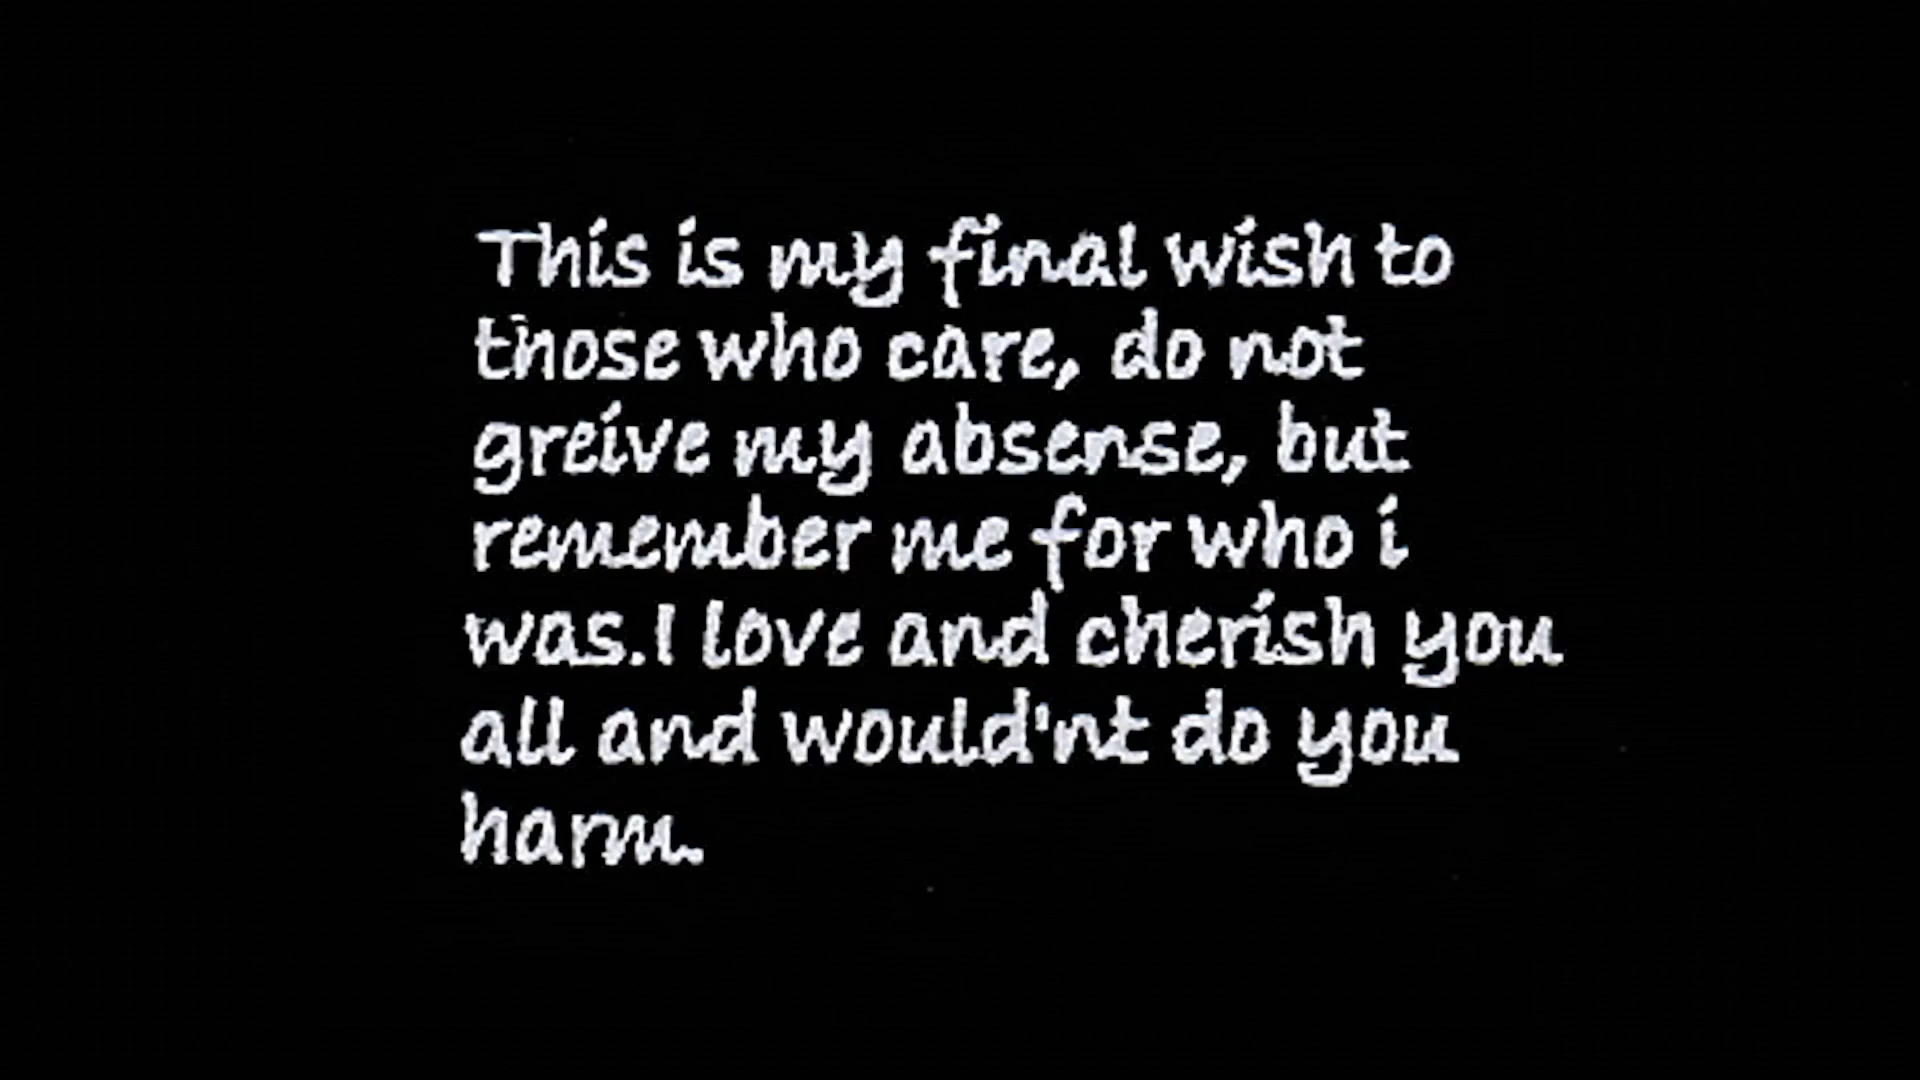 This is my final wish to
those who care, do not
greive my absense, but
remember me for who i
was.I love and cherish you
all and would'nt do you
harm.